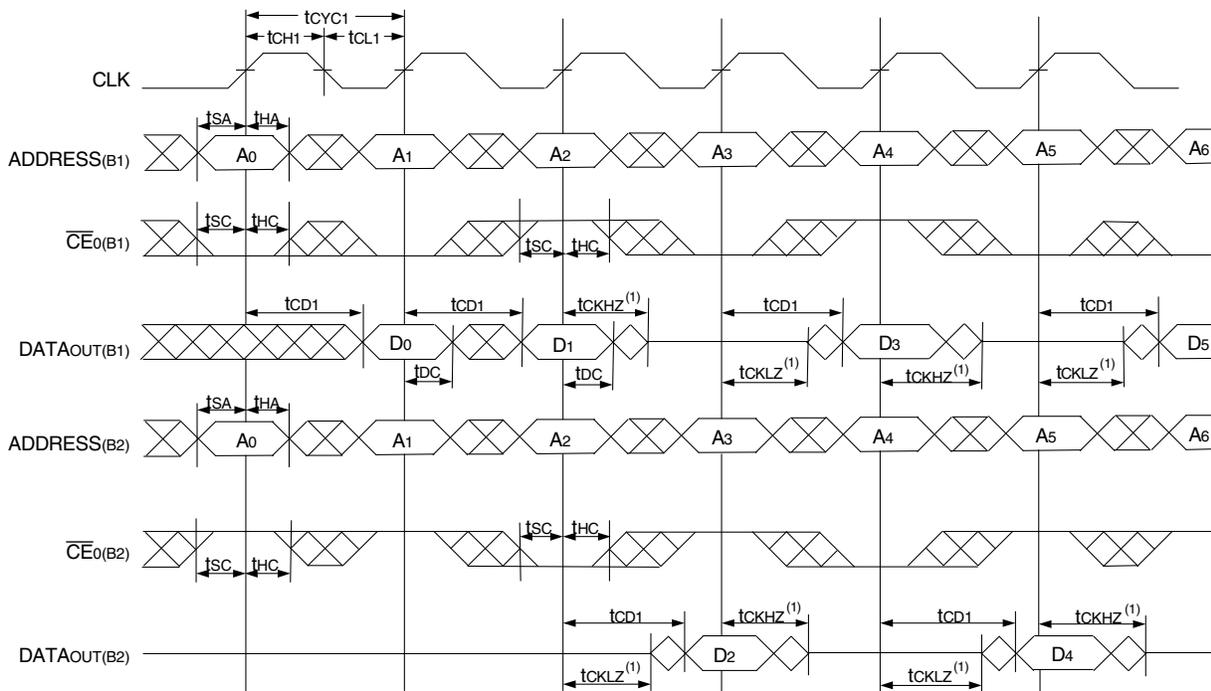 tCYC1
tCH1 tCL1
CLK
tSA tHA
ADDRESS(B1) A0 A1 A2 A3 A4 A5 A6
tSC tHC
CE0(B1)
tSC tHC
tCD1 tCD1 tCKHZ(1) tCD1 tCD1
DATAOUT(B1) D0 D1 D3 D5
tDC tDC tCKLZ(1) tCKHZ(1) tCKLZ(1)
tSA tHA
ADDRESS(B2) A0 A1 A2 A3 A4 A5 A6
tSC tHC
CE0(B2)
tSC tHC
tCD1 tCKHZ(1) tCD1 tCKHZ(1)
DATAOUT(B2) D2 D4
tCKLZ(1) tCKLZ(1)